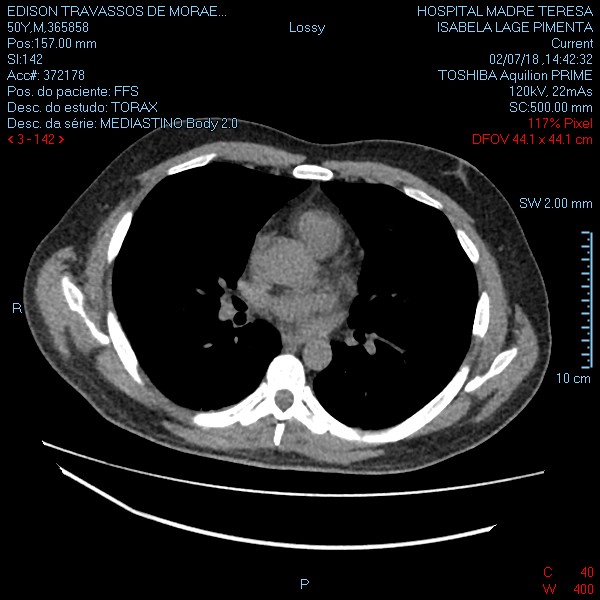 EDISON TRAVASSOS DE MORAE...
50Y,M,365858
Pos:157.00 mm
SI:142
Acc#: 372178
Pos. do paciente: FFS
Desc. do estudo: TORAX
Desc. da série: MEDIASTINO Body 2.0
< 3 - 142 >
Lossy
HOSPITAL MADRE TERESA
ISABELA LAGE PIMENTA
Current
02/07/18 ,14:42:32
TOSHIBA Aquilion PRIME
120kV, 22mAs
SC:500.00 mm
117% Pixel
DFOV 44.1 x 44.1 cm
SW 2.00 mm
R
10 cm
P
C 40
W 400